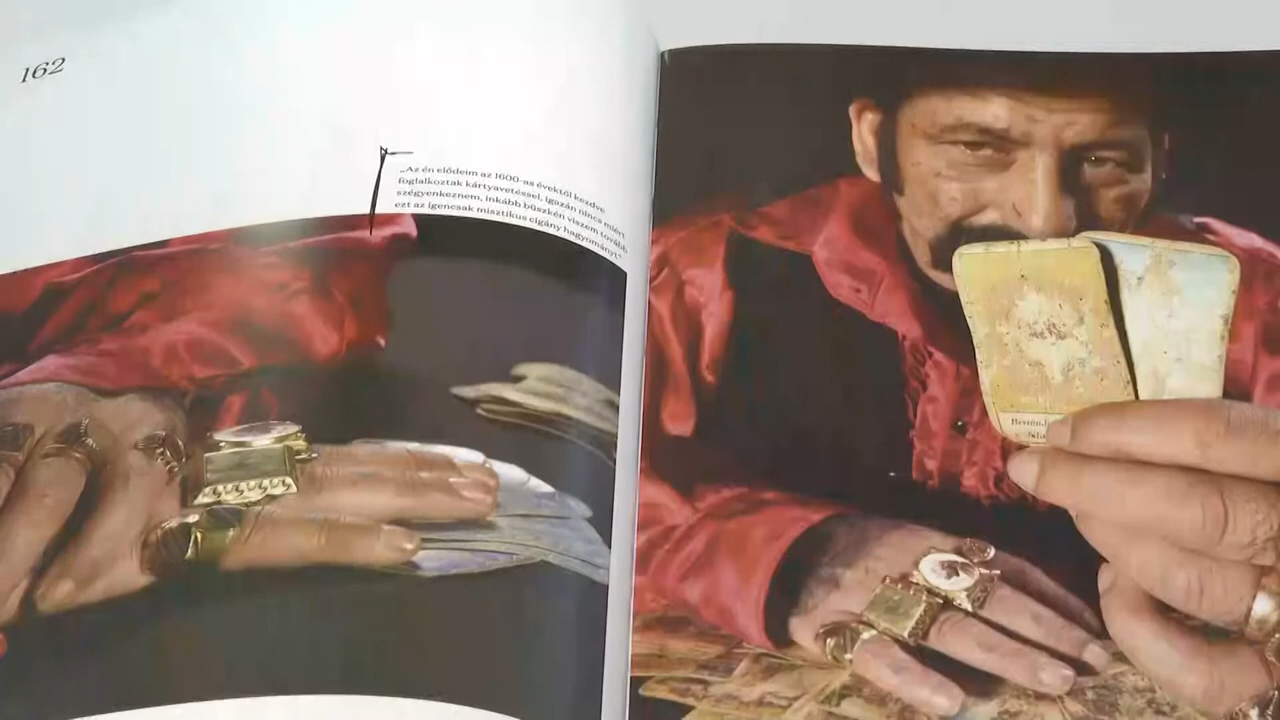 162
„Az én elődeim az 1600-as évektől kezdve
foglalkoztak kártyavetéssel, igazán nincs miért
szégyenkeznem, inkább büszkén viszem tovább
ezt az igencsak misztikus cigány hagyományt”